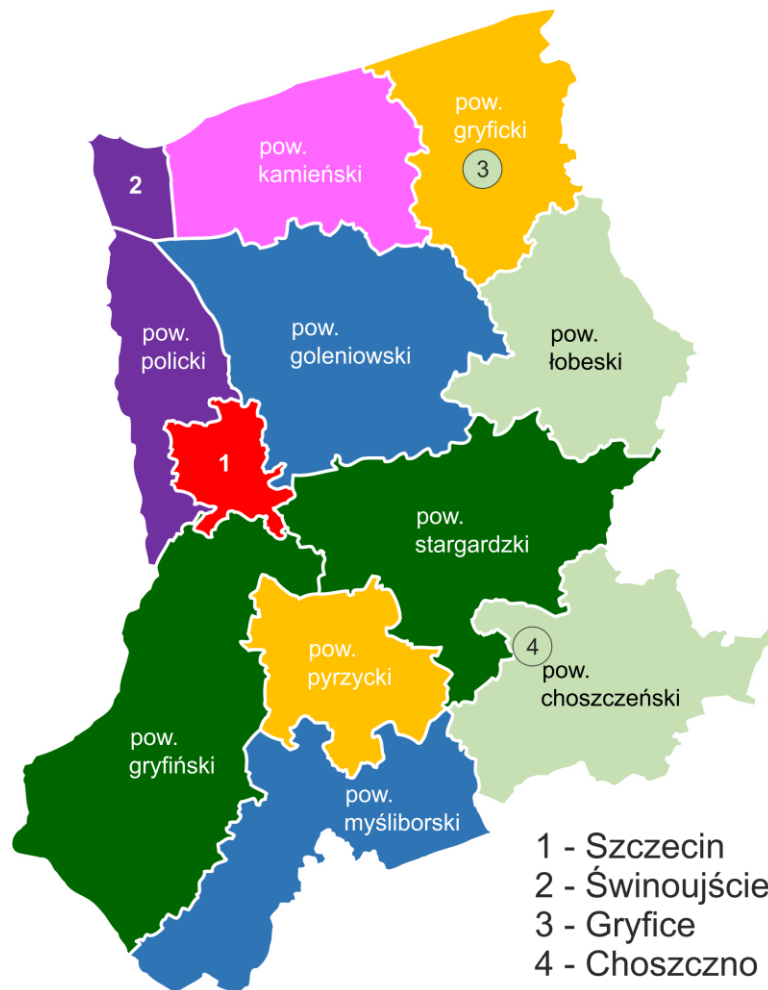 pow.
gryficki
3
pow.
kamieński
2
pow.
policki
pow.
goleniowski
pow.
łobeski
1
pow.
stargardzki
4
pow.
pyrzycki
pow.
choszczeński
pow.
gryfiński
pow.
myśliborski
1 - Szczecin
2 - Świnoujście
3 - Gryfice
4 - Choszczno